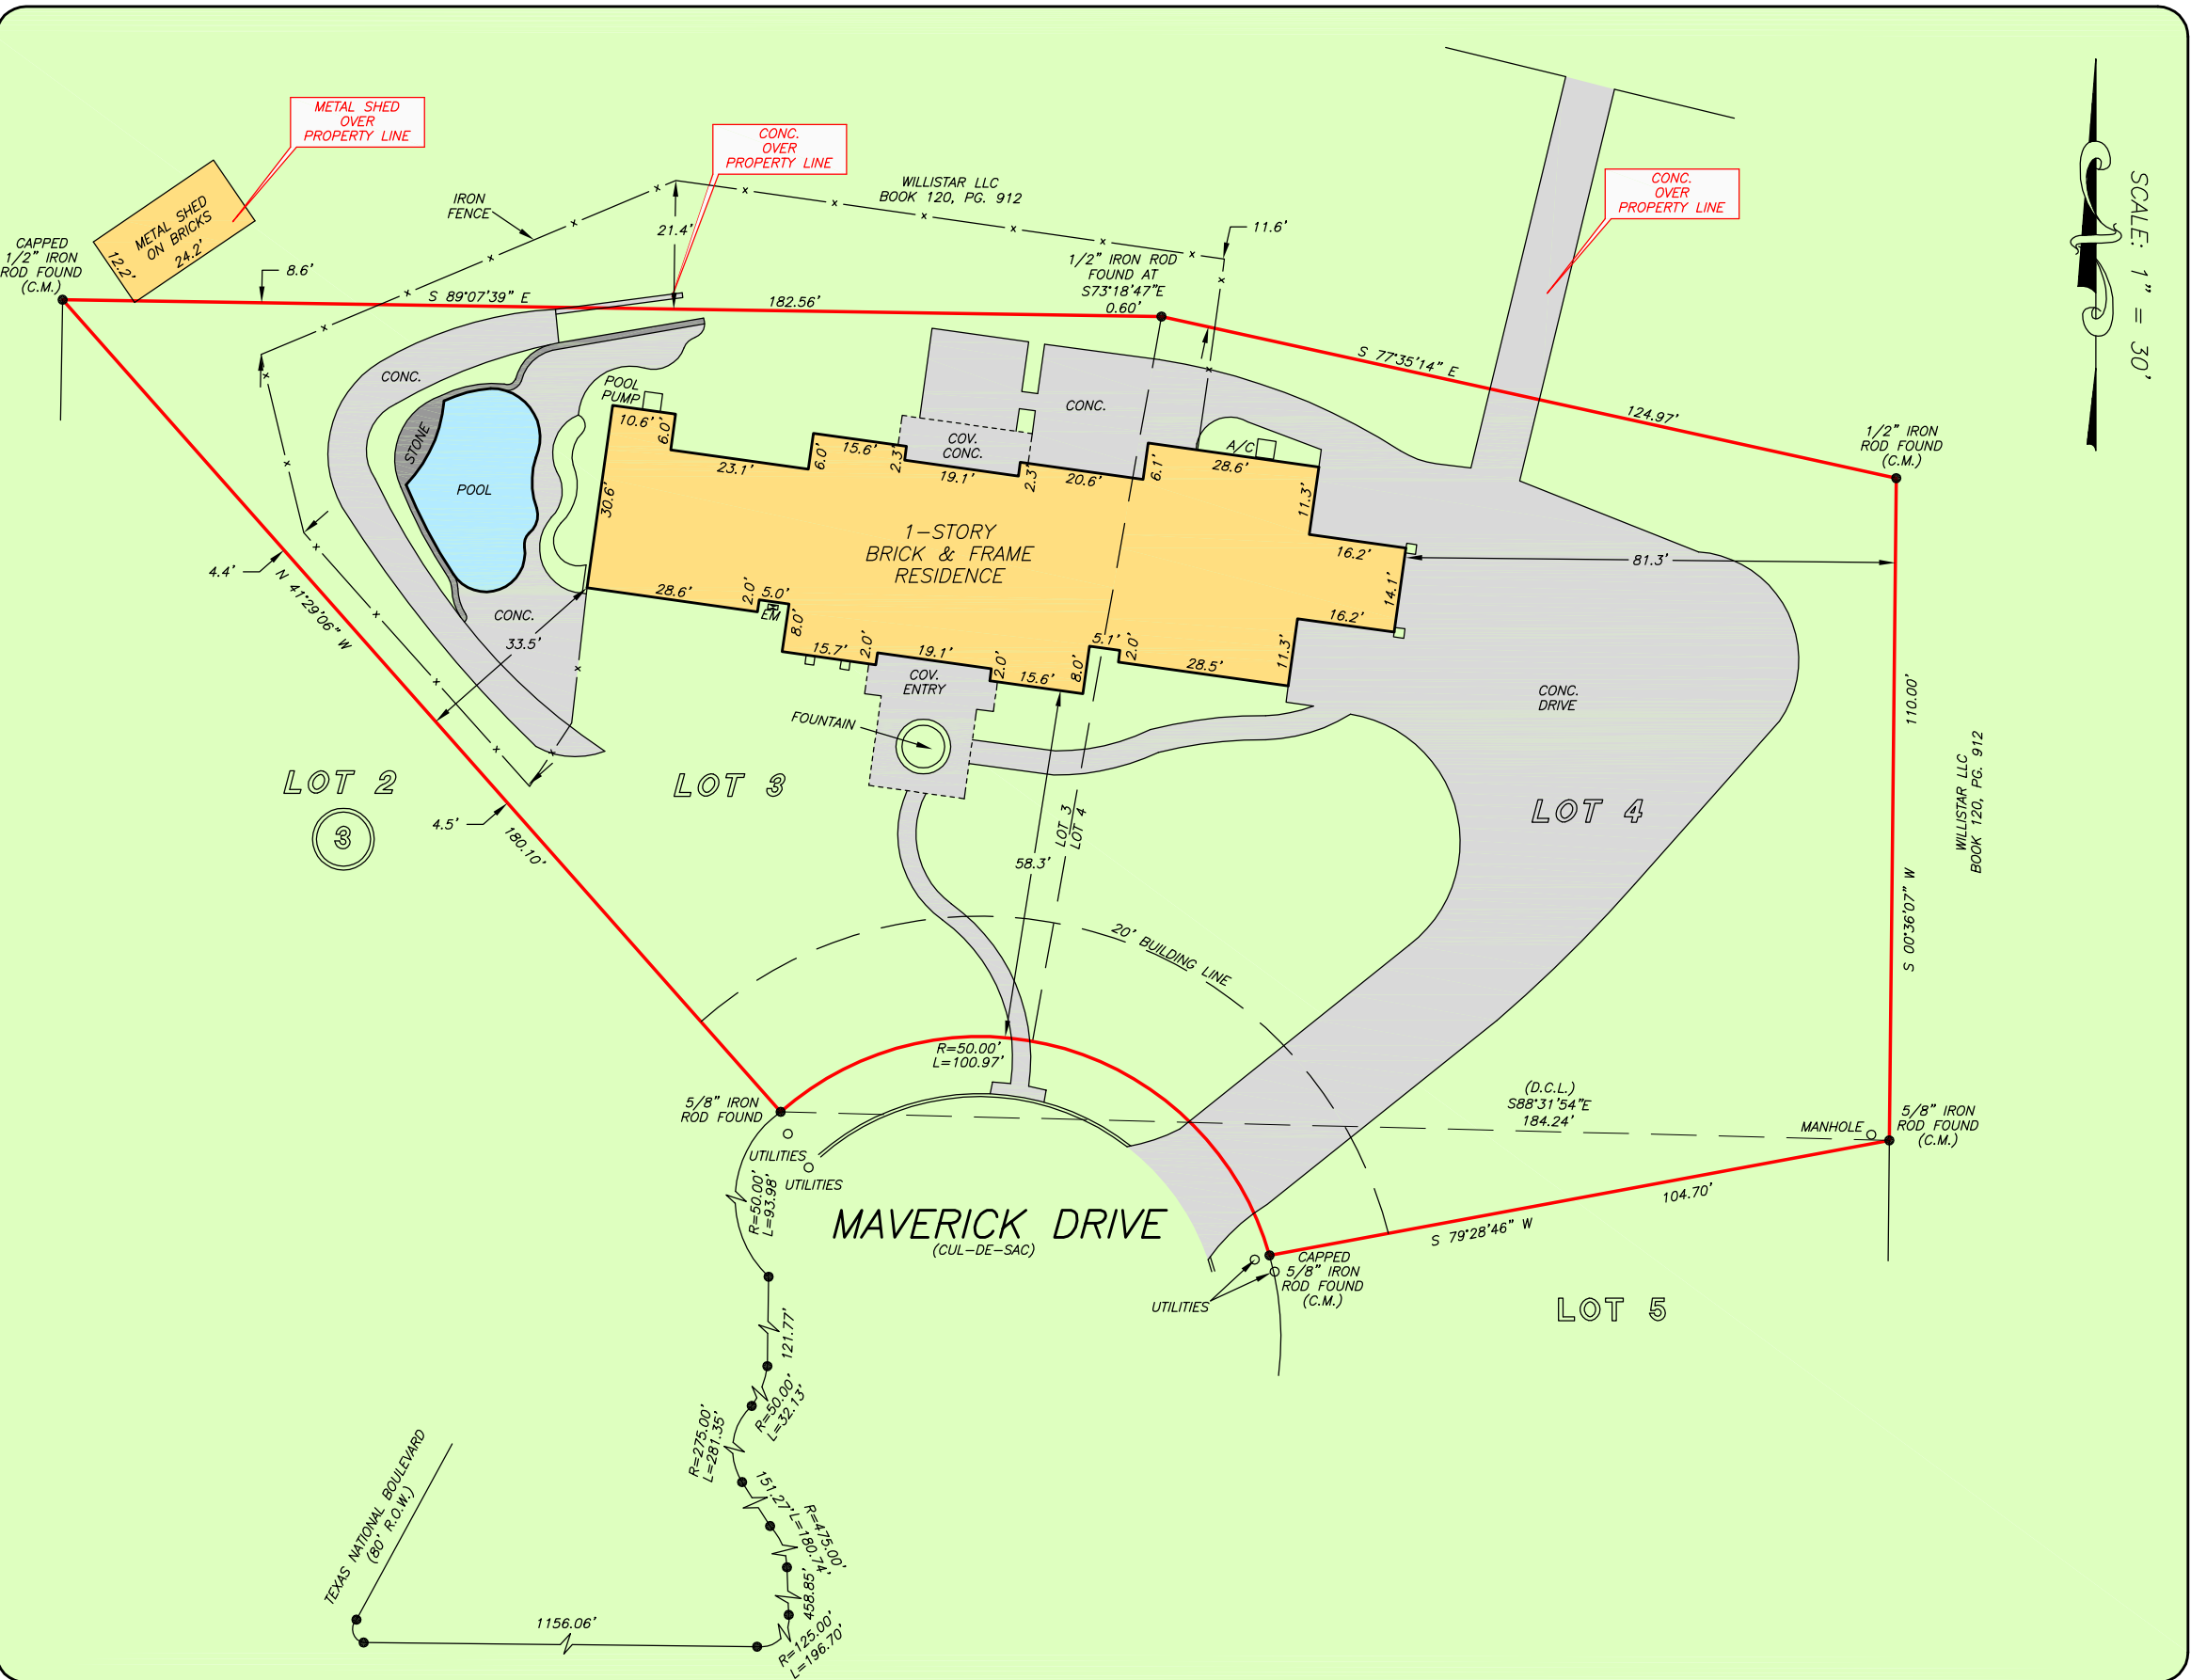 METAL SHED
OVER
PROPERTY LINE
CONC.
OVER
PROPERTY LINE
CONC.
OVER
PROPERTY LINE
SCALE: 1" = 30'
WILLISTAR LLC
BOOK 120, PG. 912
IRON
FENCE
METAL SHED
ON BRICKS
24.2'
12.2'
CAPPED
1/2" IRON
ROD FOUND
(C.M.)
8.6'
21.4'
11.6'
1/2" IRON ROD
FOUND AT
S73°18'47"E
0.60'
S 89°07'39" E
182.56'
S 77°35'14" E
124.97'
1/2" IRON
ROD FOUND
(C.M.)
CONC.
POOL
PUMP
STONE
POOL
CONC.
CONC.
COV.
CONC.
A/C
10.6'
6.0'
23.1'
6.0'
15.6'
2.3'
19.1'
2.3'
20.6'
6.1'
28.6'
11.3'
16.2'
14.1'
16.2'
11.3'
28.5'
2.0'
5.1'
8.0'
15.6'
2.0'
19.1'
2.0'
15.7'
8.0'
5.0'
2.0'
28.6'
30.6'
EM
1-STORY
BRICK & FRAME
RESIDENCE
81.3'
4.4'
N 41°29'06" W
33.5'
COV.
ENTRY
FOUNTAIN
CONC.
DRIVE
110.00'
S 00°36'07" W
WILLISTAR LLC
BOOK 120, PG. 912
LOT 2
3
LOT 3
LOT 4
4.5'
180.10'
LOT 3
LOT 4
58.3'
20' BUILDING LINE
R=50.00'
L=100.97'
5/8" IRON
ROD FOUND
(D.C.L.)
S88°31'54"E
184.24'
MANHOLE
5/8" IRON
ROD FOUND
(C.M.)
UTILITIES
UTILITIES
R=50.00'
L=93.98'
MAVERICK DRIVE
(CUL-DE-SAC)
104.70'
S 79°28'46" W
CAPPED
5/8" IRON
ROD FOUND
(C.M.)
UTILITIES
LOT 5
121.77'
R=50.00'
L=32.13'
R=275.00'
L=281.35'
151.27'
R=475.00'
L=180.74'
458.85'
R=125.00'
L=196.70'
1156.06'
TEXAS NATIONAL BOULEVARD
(80' R.O.W.)